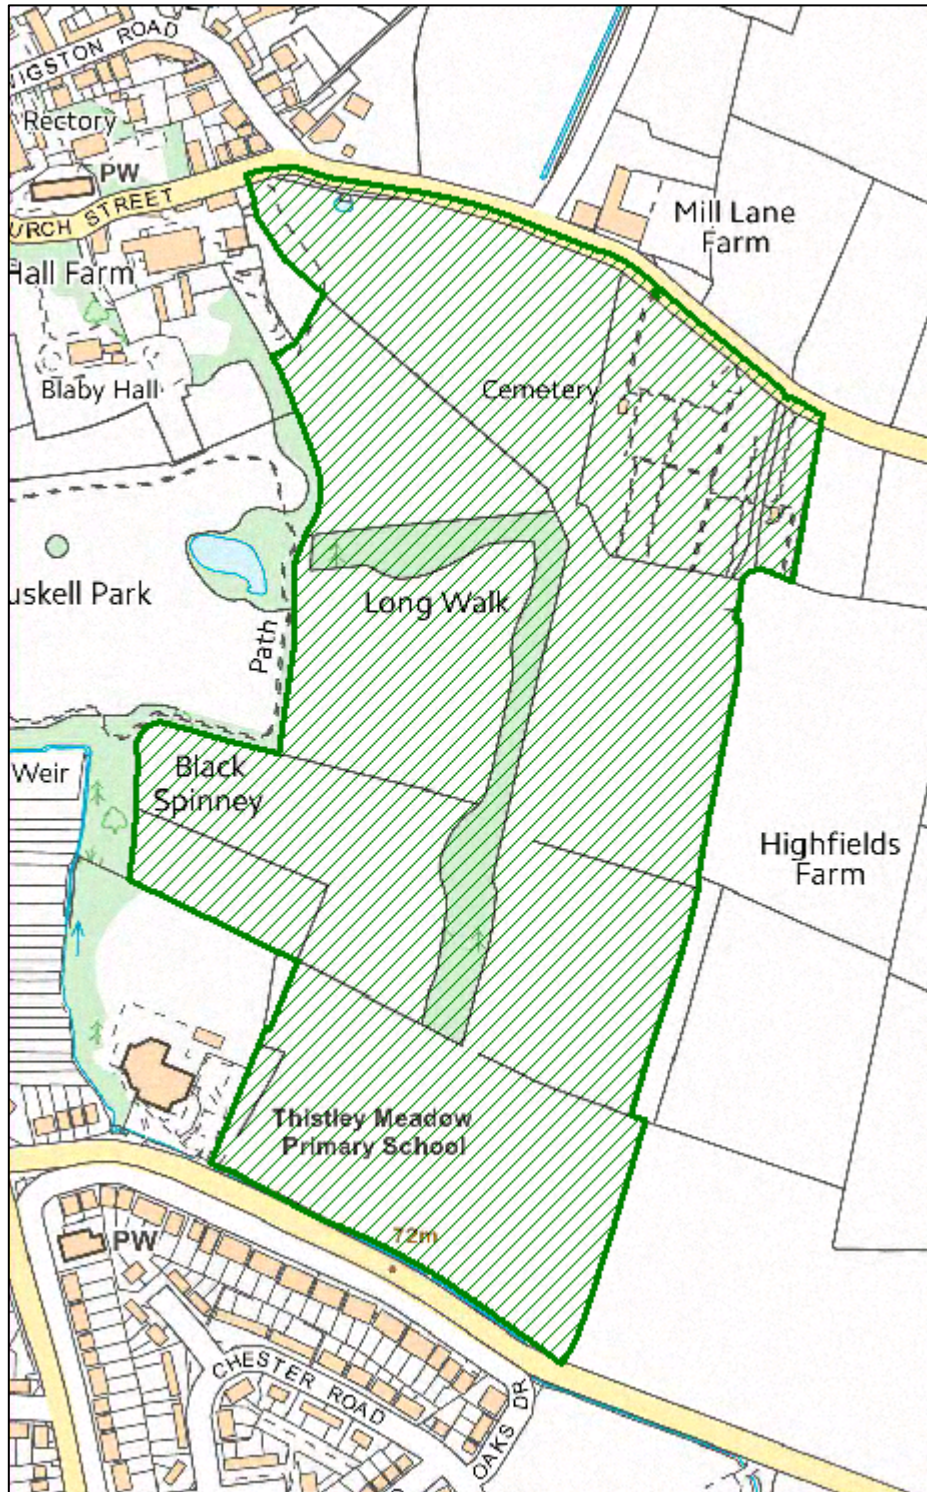 VIGSTON ROAD
Rectory
PW
URCH STREET
Mill Lane
Farm
Hall Farm
Blaby Hall
Cemetery
uskell Park
Long Walk
Path
Weir
Black
Spinney
Highfields
Farm
Thistley Meadow
Primary School
72m
PW
CHESTER ROAD
OAKS DR